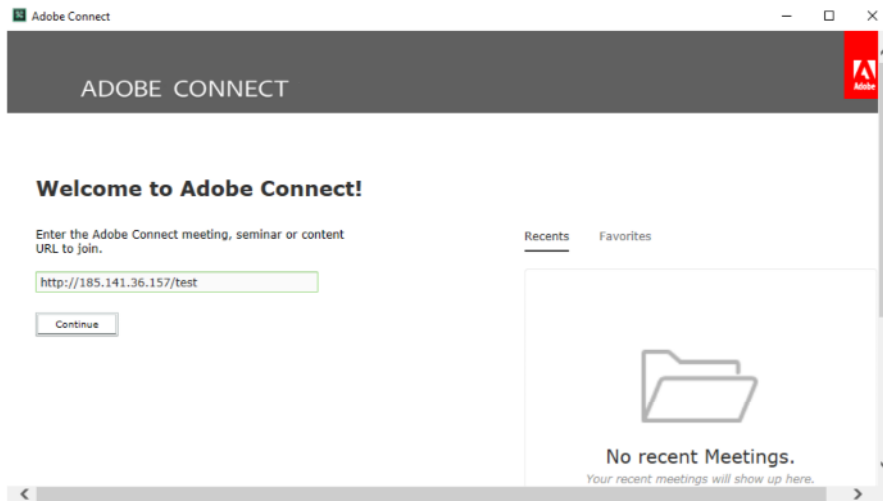 Adobe Connect
ADOBE CONNECT
Adobe
Welcome to Adobe Connect!
Enter the Adobe Connect meeting, seminar or content
URL to join.
http://185.141.36.157/test
Continue
Recents Favorites
No recent Meetings.
Your recent meetings will show up here.